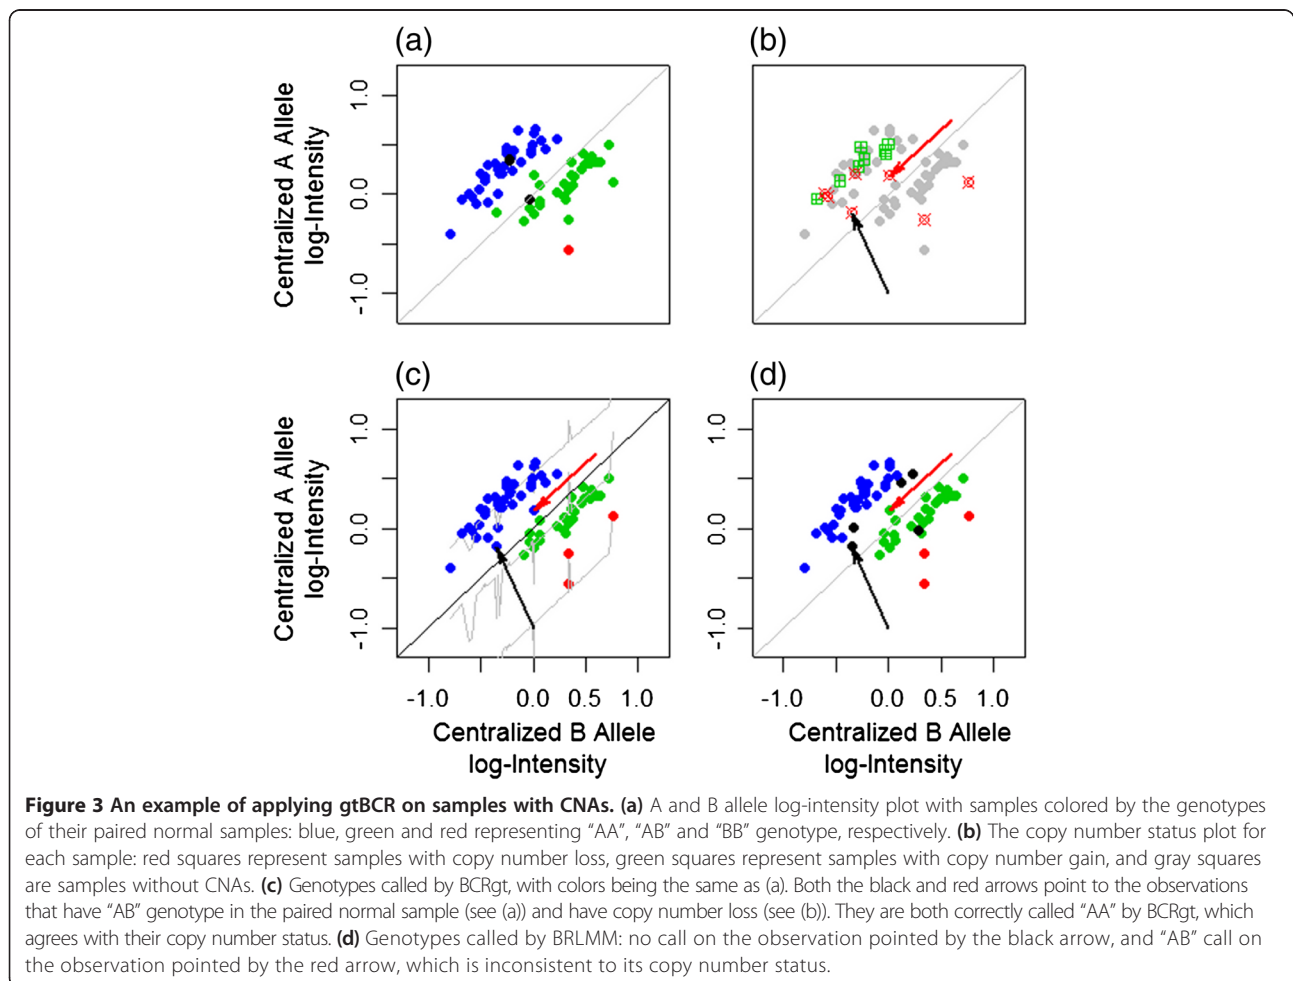 (a)
(b)
Centralized A Allele
log-Intensity
1.0
0.0
-1.0
1.0
0.0
-1.0
(c)
(d)
Centralized A Allele
log-Intensity
1.0
0.0
-1.0
1.0
0.0
-1.0
-1.0 0.0 0.5 1.0
-1.0 0.0 0.5 1.0
Centralized B Allele
log-Intensity
Centralized B Allele
log-Intensity
Figure 3 An example of applying gtBCR on samples with CNAs. (a) A and B allele log-intensity plot with samples colored by the genotypes
of their paired normal samples: blue, green and red representing “AA”, “AB” and “BB” genotype, respectively. (b) The copy number status plot for
each sample: red squares represent samples with copy number loss, green squares represent samples with copy number gain, and gray squares
are samples without CNAs. (c) Genotypes called by BCRgt, with colors being the same as (a). Both the black and red arrows point to the observations
that have “AB” genotype in the paired normal sample (see (a)) and have copy number loss (see (b)). They are both correctly called “AA” by BCRgt, which
agrees with their copy number status. (d) Genotypes called by BRLMM: no call on the observation pointed by the black arrow, and “AB” call on
the observation pointed by the red arrow, which is inconsistent to its copy number status.